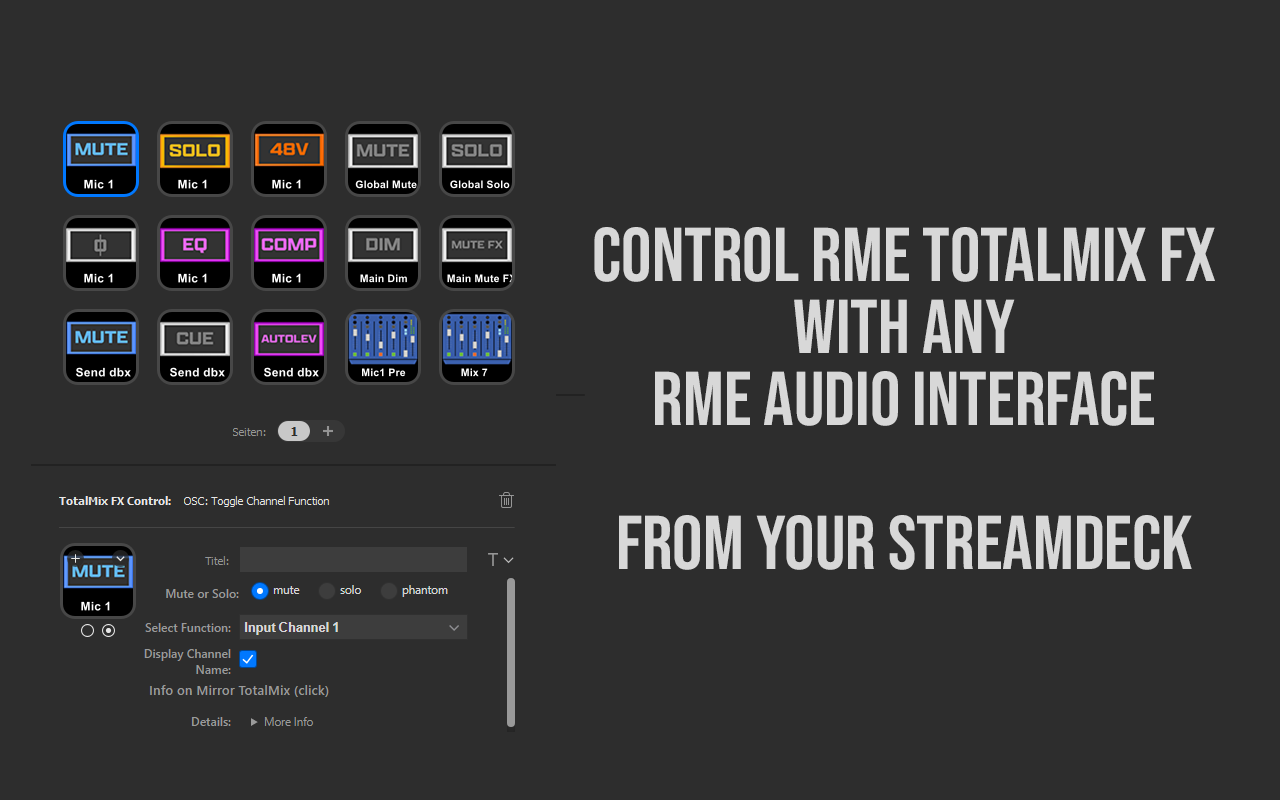 MUTE SOLO 48V MUTE SOLO
Mic 1 Mic 1 Mic 1 Global Mute Global Solo
ϕ EQ COMP DIM MUTE FX
Mic 1 Mic 1 Mic 1 Main Dim Main Mute FX
MUTE CUE AUTOLEV
Send dbx Send dbx Send dbx Mic1 Pre Mix 7
Seiten: 1 +
TotalMix FX Control: OSC: Toggle Channel Function
MUTE
Mic 1
Titel: T
Mute or Solo: mute solo phantom
Select Function: Input Channel 1
Display Channel
Name:
Info on Mirror TotalMix (click)
Details: More Info
CONTROL RME TOTALMIX FX
WITH ANY
RME AUDIO INTERFACE
FROM YOUR STREAMDECK